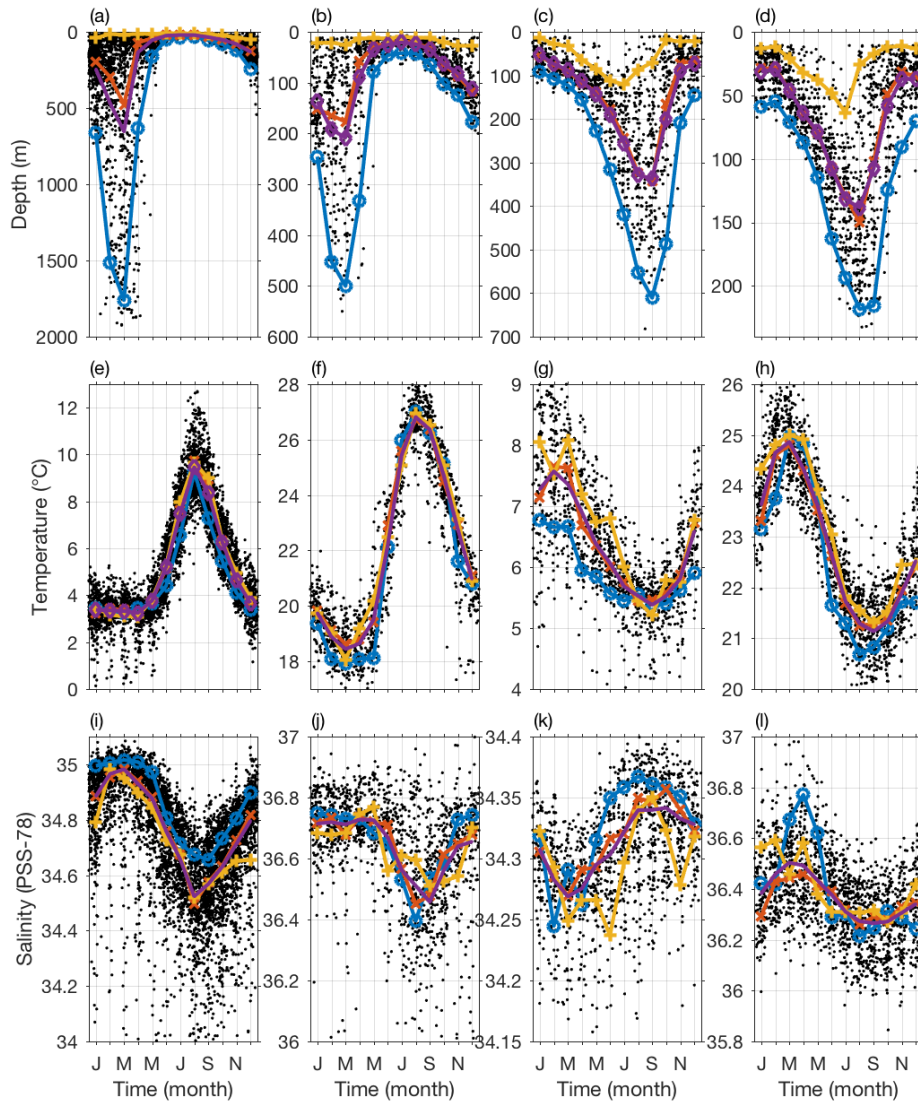 (a) (b) (c) (d)
0 0 0 0
500 100 100 50
1000 200 200 100
1500 300 300 150
2000 400 400 200
500 500
600 600
700
Depth (m)
(e) (f) (g) (h)
12 28 9 26
10 26 8 25
8 24 7 24
6 22 6 23
4 20 5 22
2 18 4 21
0 20
Temperature (°C)
(i) (j) (k) (l)
35 37 34.4 37
34.8 36.8 34.35 36.8
34.6 36.6 34.3 36.6
34.4 36.4 34.25 36.4
34.2 36.2 34.2 36.2
34 36 34.15 36
35.8
Salinity (PSS-78)
J M M J S N J M M J S N J M M J S N J M M J S N
Time (month) Time (month) Time (month) Time (month)